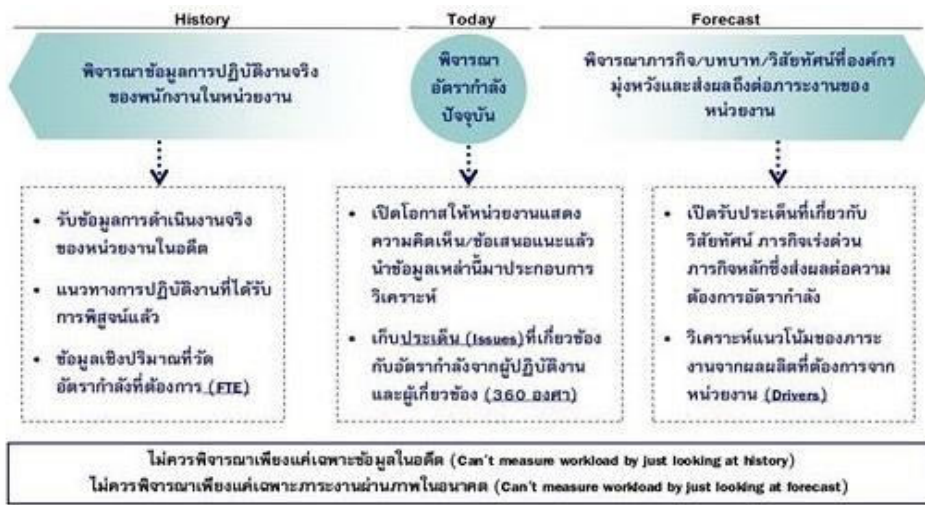 History
Today
Forecast
พิจารณาข้อมูลการปฏิบัติงานจริง
ของพนักงานในหน่วยงาน
พิจารณา
อัตรากำลัง
ปัจจุบัน
พิจารณาภารกิจ/บทบาท/วิสัยทัศน์ที่องค์กร
มุ่งหวังและส่งผลถึงต่อภาระงานของ
หน่วยงาน
• รับข้อมูลการดำเนินงานจริง
ของหน่วยงานในอดีต
• แนวทางการปฏิบัติงานที่ได้รับ
การพิสูจน์แล้ว
• ข้อมูลเชิงปริมาณที่วัด
อัตรากำลังที่ต้องการ (FTE)
• เปิดโอกาสให้หน่วยงานแสดง
ความคิดเห็น/ข้อเสนอแนะแล้ว
นำข้อมูลเหล่านี้มาประกอบการ
วิเคราะห์
• เก็บประเด็น (Issues)ที่เกี่ยวข้อง
กับอัตรากำลังจากผู้ปฏิบัติงาน
และผู้เกี่ยวข้อง (360 องศา)
• เปิดรับประเด็นที่เกี่ยวกับ
วิสัยทัศน์ ภารกิจเร่งด่วน
ภารกิจหลักซึ่งส่งผลต่อความ
ต้องการอัตรากำลัง
• วิเคราะห์แนวโน้มของภาระ
งานจากผลผลิตที่ต้องการจาก
หน่วยงาน (Drivers)
ไม่ควรพิจารณาเพียงแค่เฉพาะข้อมูลในอดีต (Can't measure workload by just looking at history)
ไม่ควรพิจารณาเพียงแค่เฉพาะภาระงานผ่านภาพในอนาคต (Can't measure workload by just looking at forecast)